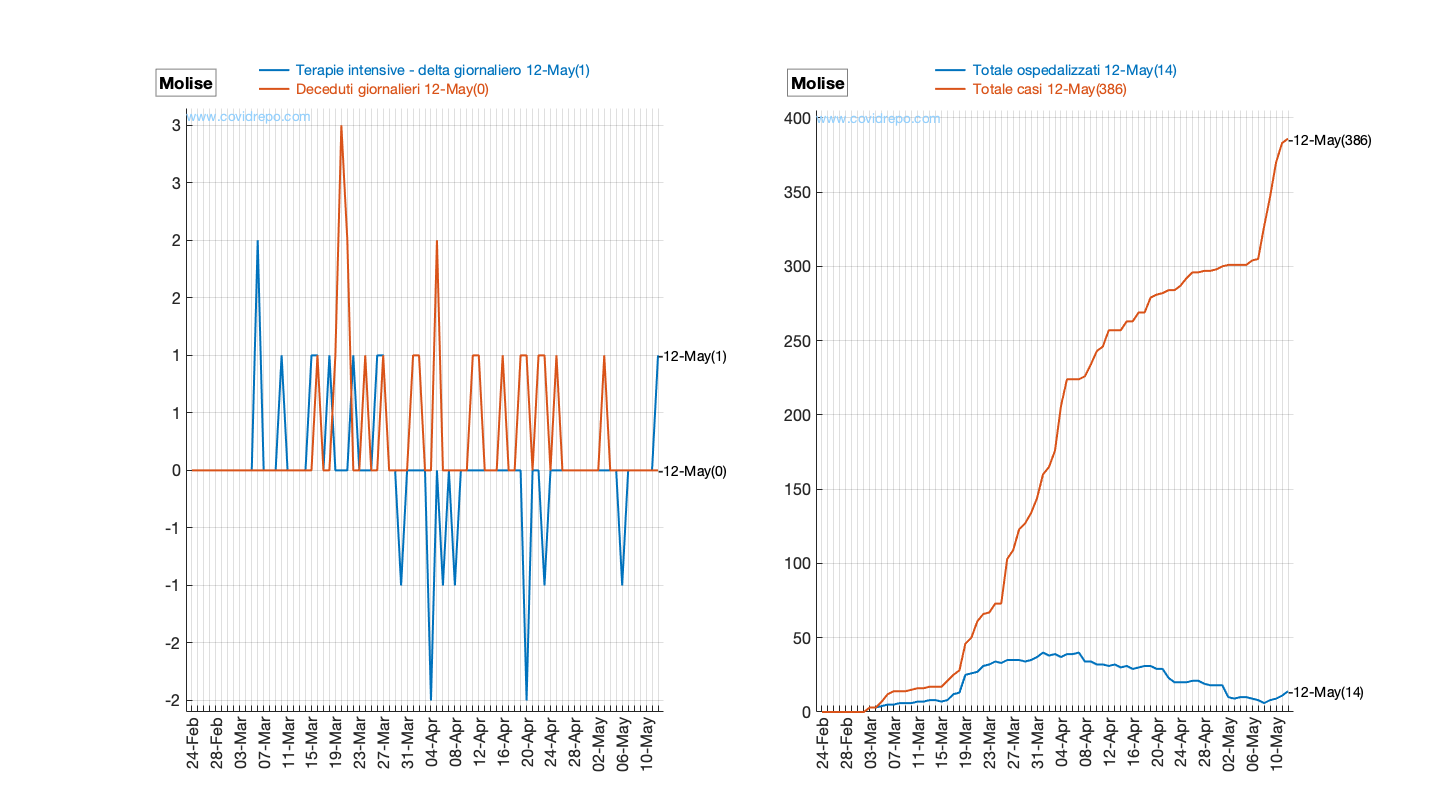 Molise
Terapie intensive - delta giornaliero 12-May(1)
Deceduti giornalieri 12-May(0)
www.covidrepo.com
3
3
2
2
1
1
0
-1
-1
-2
-2
12-May(1)
12-May(0)
24-Feb
28-Feb
03-Mar
07-Mar
11-Mar
15-Mar
19-Mar
23-Mar
27-Mar
31-Mar
04-Apr
08-Apr
12-Apr
16-Apr
20-Apr
24-Apr
28-Apr
02-May
06-May
10-May
Molise
Totale ospedalizzati 12-May(14)
Totale casi 12-May(386)
www.covidrepo.com
400
350
300
250
200
150
100
50
0
12-May(386)
12-May(14)
24-Feb
28-Feb
03-Mar
07-Mar
11-Mar
15-Mar
19-Mar
23-Mar
27-Mar
31-Mar
04-Apr
08-Apr
12-Apr
16-Apr
20-Apr
24-Apr
28-Apr
02-May
06-May
10-May